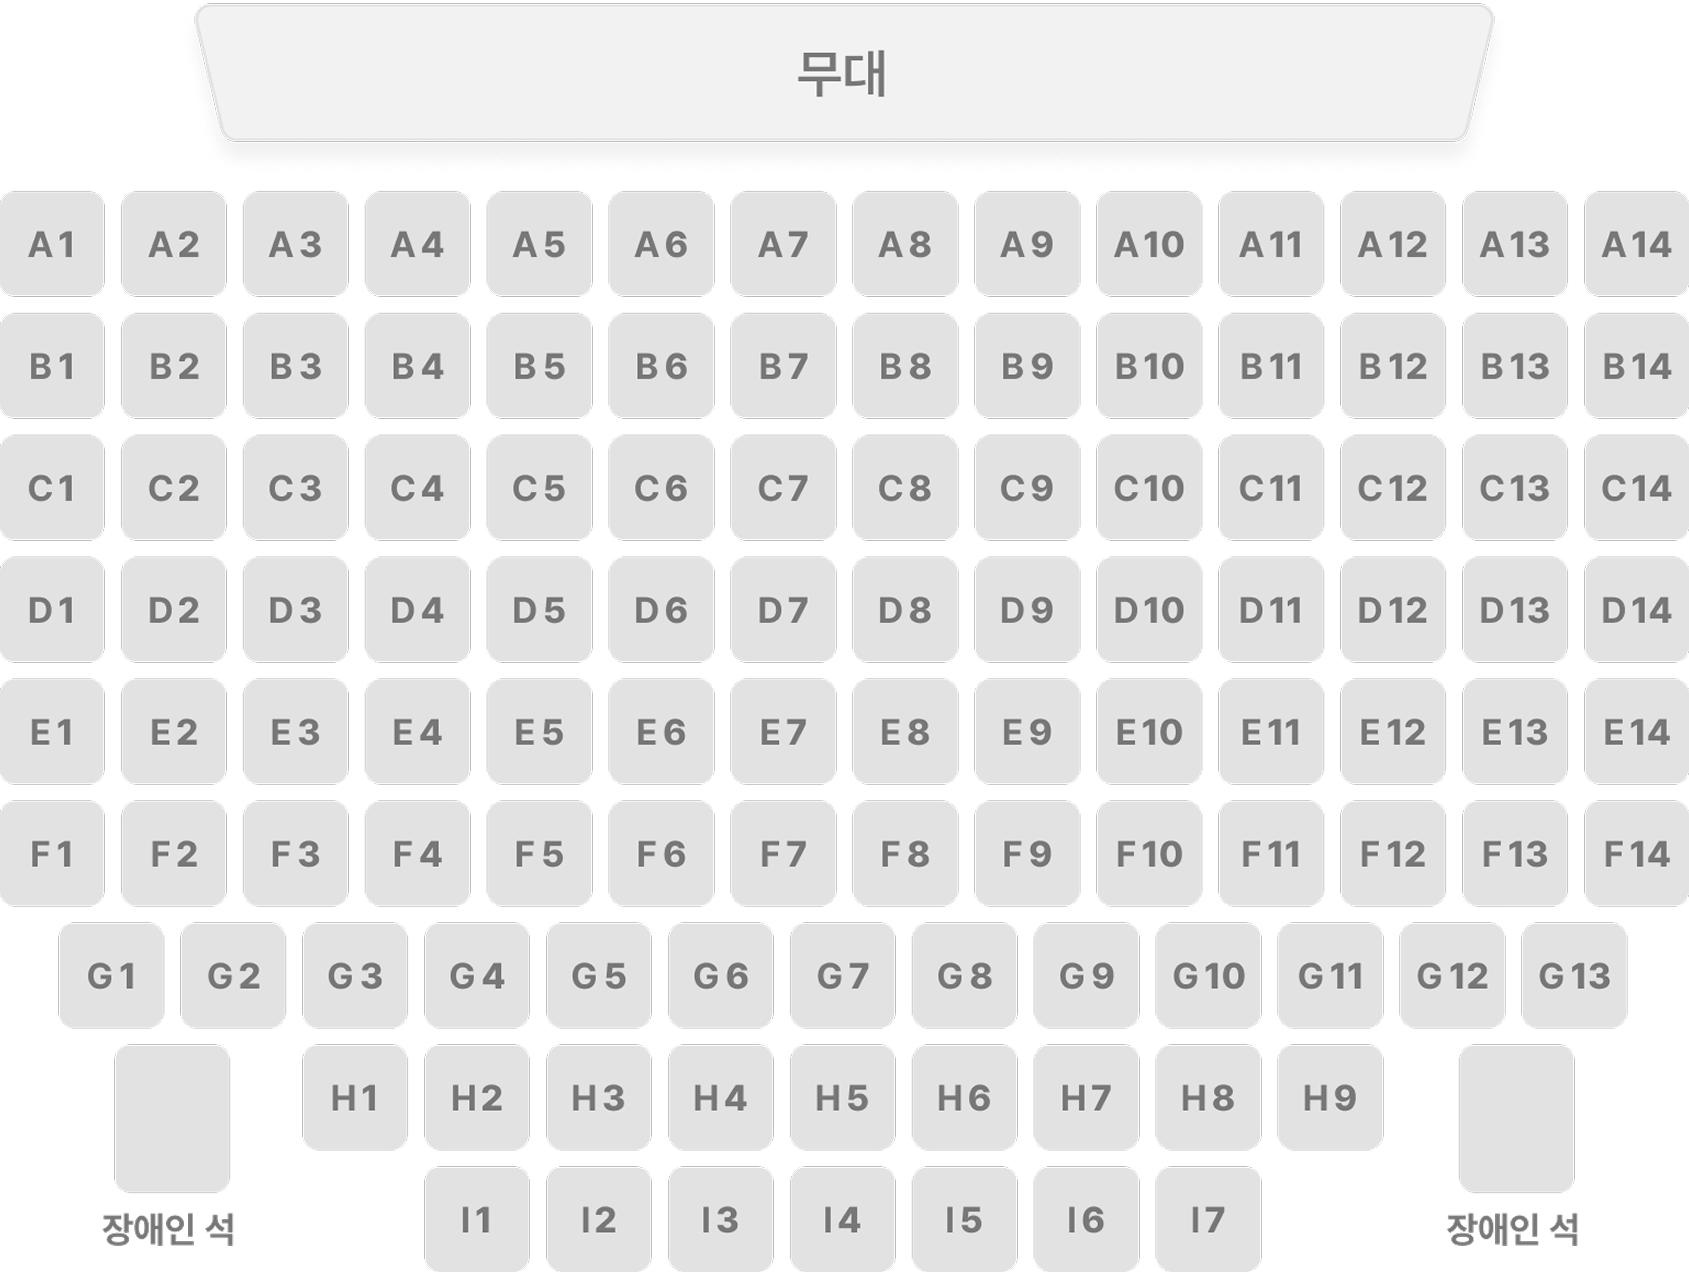 무대
A1 A2 A3 A4 A5 A6 A7 A8 A9 A10 A11 A12 A13 A14
B1 B2 B3 B4 B5 B6 B7 B8 B9 B10 B11 B12 B13 B14
C1 C2 C3 C4 C5 C6 C7 C8 C9 C10 C11 C12 C13 C14
D1 D2 D3 D4 D5 D6 D7 D8 D9 D10 D11 D12 D13 D14
E1 E2 E3 E4 E5 E6 E7 E8 E9 E10 E11 E12 E13 E14
F1 F2 F3 F4 F5 F6 F7 F8 F9 F10 F11 F12 F13 F14
G1 G2 G3 G4 G5 G6 G7 G8 G9 G10 G11 G12 G13
H1 H2 H3 H4 H5 H6 H7 H8 H9
I1 I2 I3 I4 I5 I6 I7
장애인 석 장애인 석